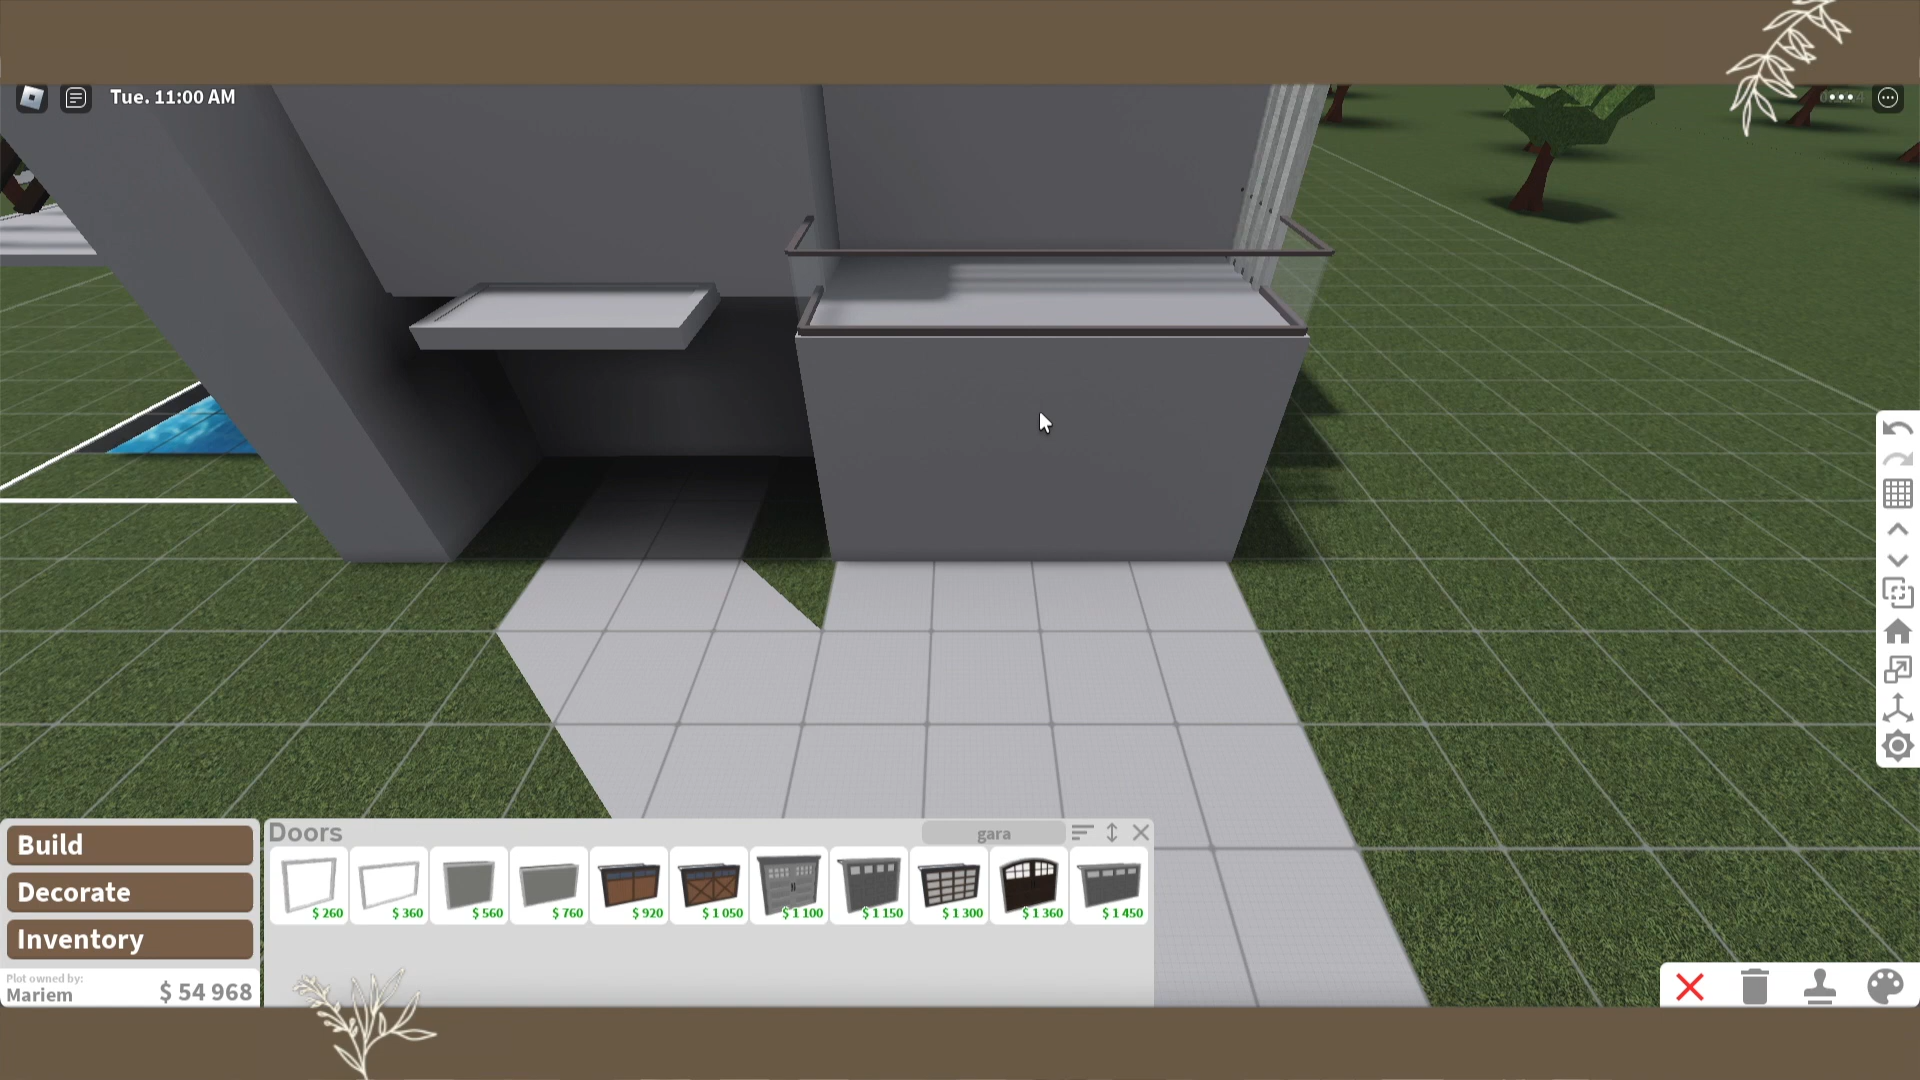 Tue. 11:00 AM
Build
Decorate
Inventory
Plot owned by:
Mariem
$ 54 968
Doors
gara
$ 260
$ 360
$ 560
$ 760
$ 920
$ 1 050
$ 1 100
$ 1 150
$ 1 300
$ 1 360
$ 1 450